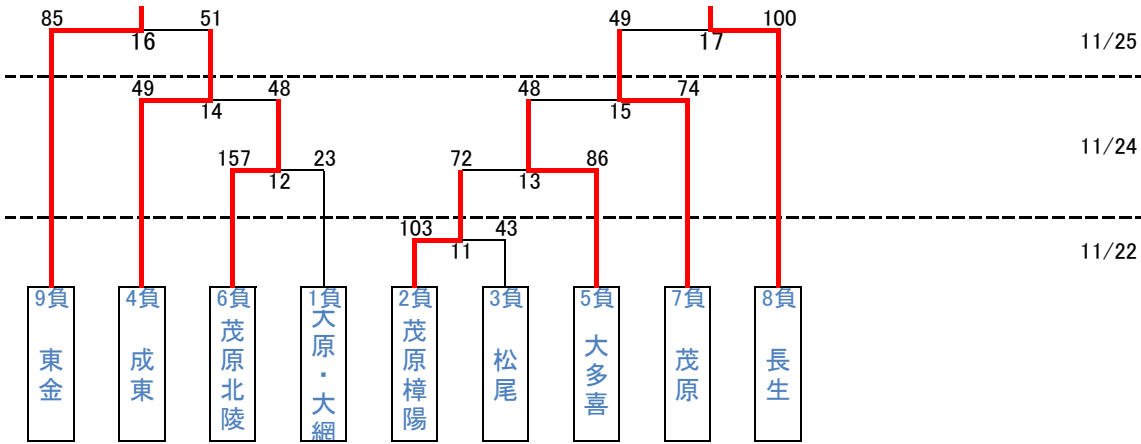 85 51 49 100
16 17 11/25
49 48 48 74
14 15
11/24
157 23 72 86
12 13
103 43
11 11/22
9負 4負 6負 1負 2負 3負 5負 7負 8負
東金
成東
茂原北陵
大原・大網
茂原樟陽
松尾
大多喜
茂原
長生